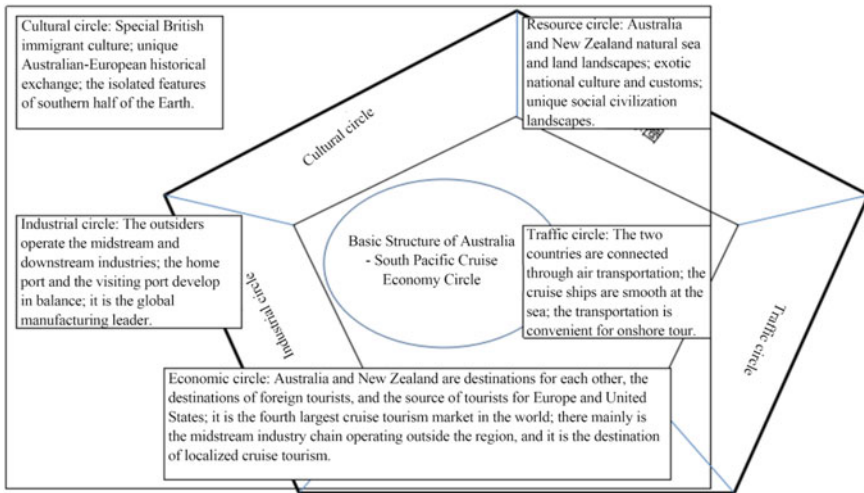 Cultural circle: Special British
immigrant culture; unique
Australian-European historical
exchange; the isolated features
of southern half of the Earth.
Resource circle: Australia
and New Zealand natural sea
and land landscapes; exotic
national culture and customs;
unique social civilization
landscapes.
Cultural circle
Industrial circle: The outsiders
operate the midstream and
downstream industries; the home
port and the visiting port develop
in balance; it is the global
manufacturing leader.
Industrial circle
Basic Structure of Australia
- South Pacific Cruise
Economy Circle
Traffic circle: The two
countries are connected
through air transportation; the
cruise ships are smooth at the
sea; the transportation is
convenient for onshore tour.
Traffic circle
Economic circle: Australia and New Zealand are destinations for each other, the
destinations of foreign tourists, and the source of tourists for Europe and United
States; it is the fourth largest cruise tourism market in the world; there mainly is
the midstream industry chain operating outside the region, and it is the destination
of localized cruise tourism.